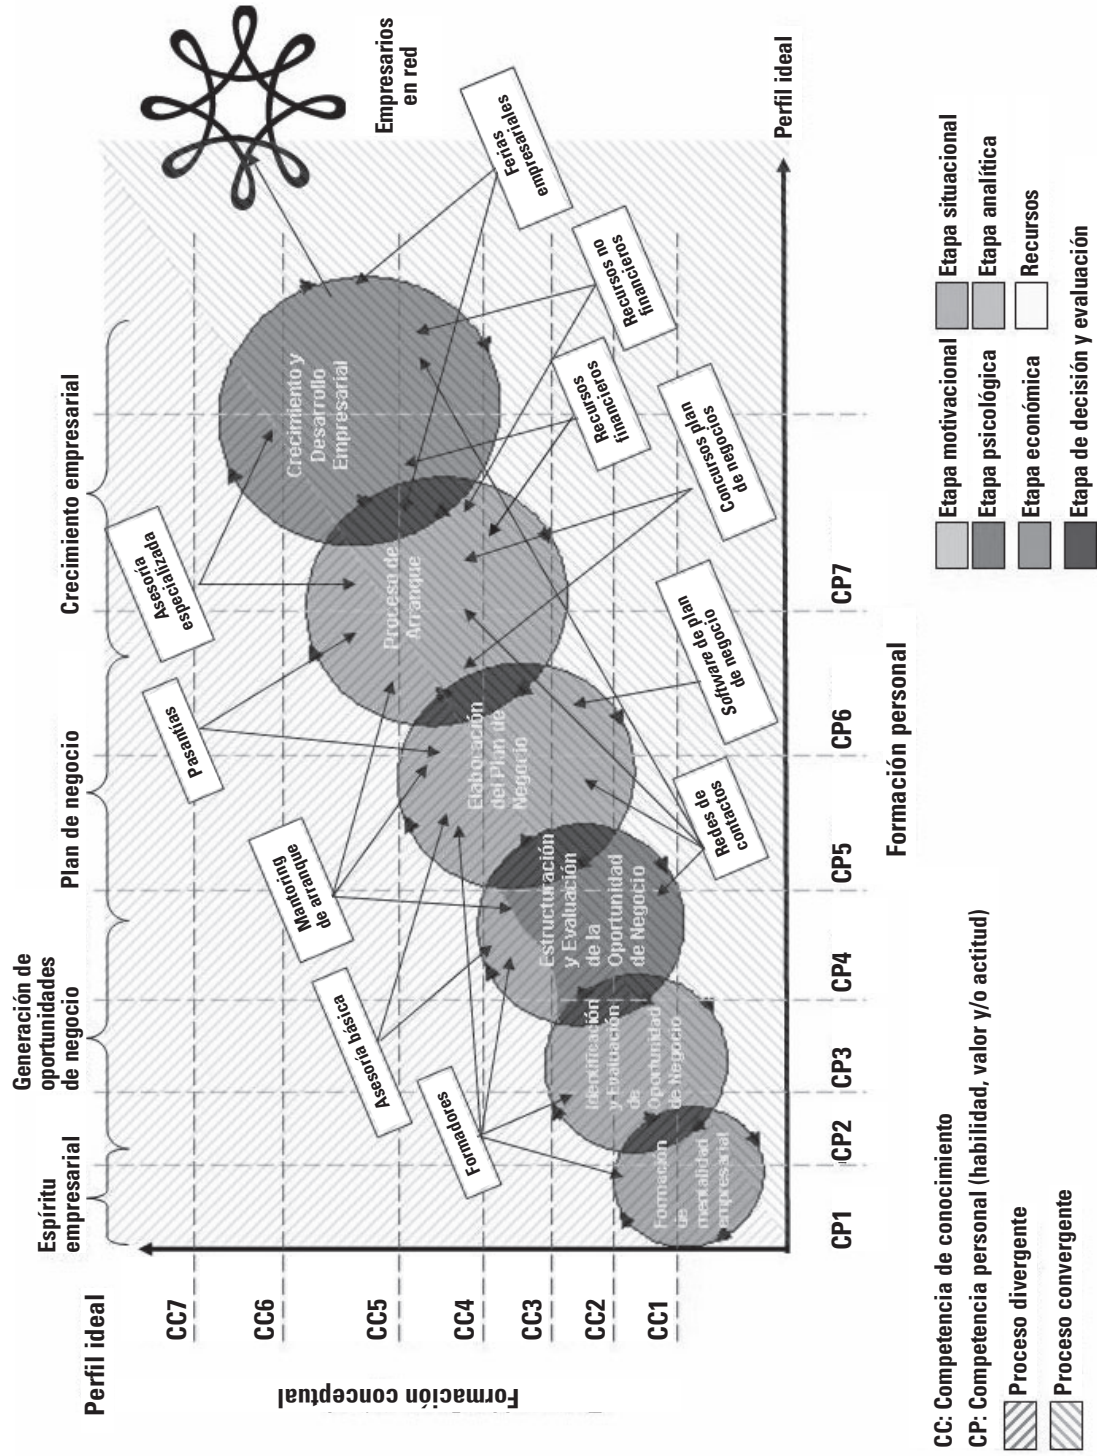 Espíritu
empresarial
Generación de
oportunidades
de negocio
Plan de negocio
Crecimiento empresarial
Perfil ideal
CC7
CC6
CC5
CC4
CC3
CC2
CC1
Formación conceptual
Formadores
Asesoría básica
Mantoring
de arranque
Pasantías
Asesoría
especializada
Empresarios
en red
Ferias
empresariales
Recursos no
financieros
Recursos
financieros
Concursos plan
de negocios
Software de plan
de negocio
Redes de
contactos
Formación
de
mentalidad
empresarial
Identificación
y Evaluación
de
Oportunidad
de Negocio
Estructuración
y Evaluación
de la
Oportunidad
de Negocio
Elaboración
del Plan de
Negocio
Proceso de
Arranque
Crecimiento y
Desarrollo
Empresarial
Perfil ideal
CP1
CP2
CP3
CP4
CP5
CP6
CP7
Formación personal
CC: Competencia de conocimiento
CP: Competencia personal (habilidad, valor y/o actitud)
Proceso divergente
Proceso convergente
Etapa motivacional
Etapa situacional
Etapa psicológica
Etapa analítica
Etapa económica
Recursos
Etapa de decisión y evaluación